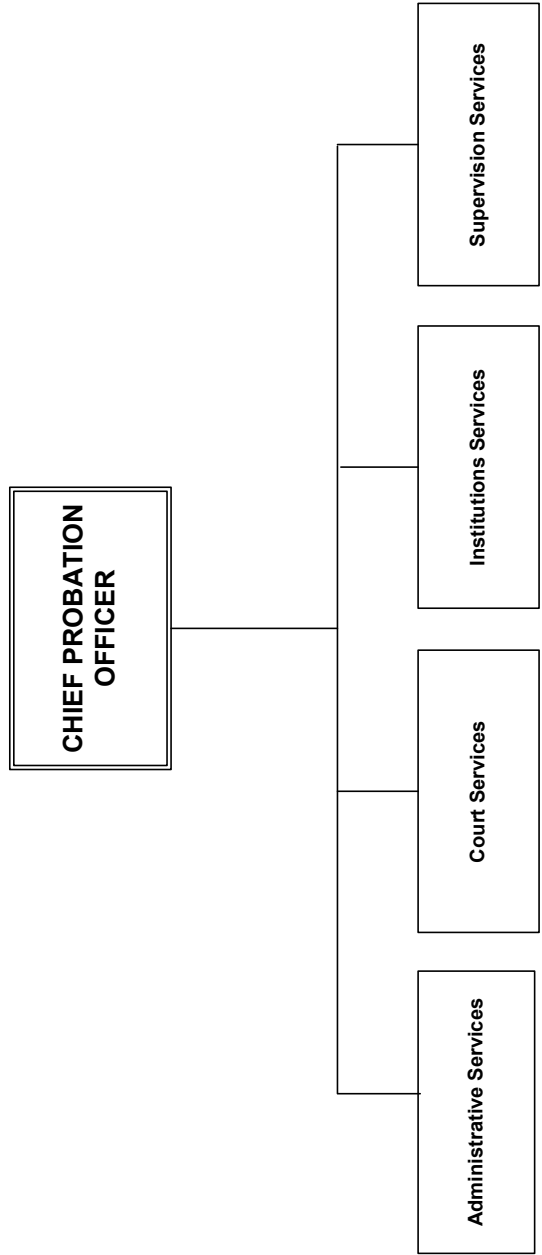 CHIEF PROBATION
OFFICER
Administrative Services
Court Services
Institutions Services
Supervision Services